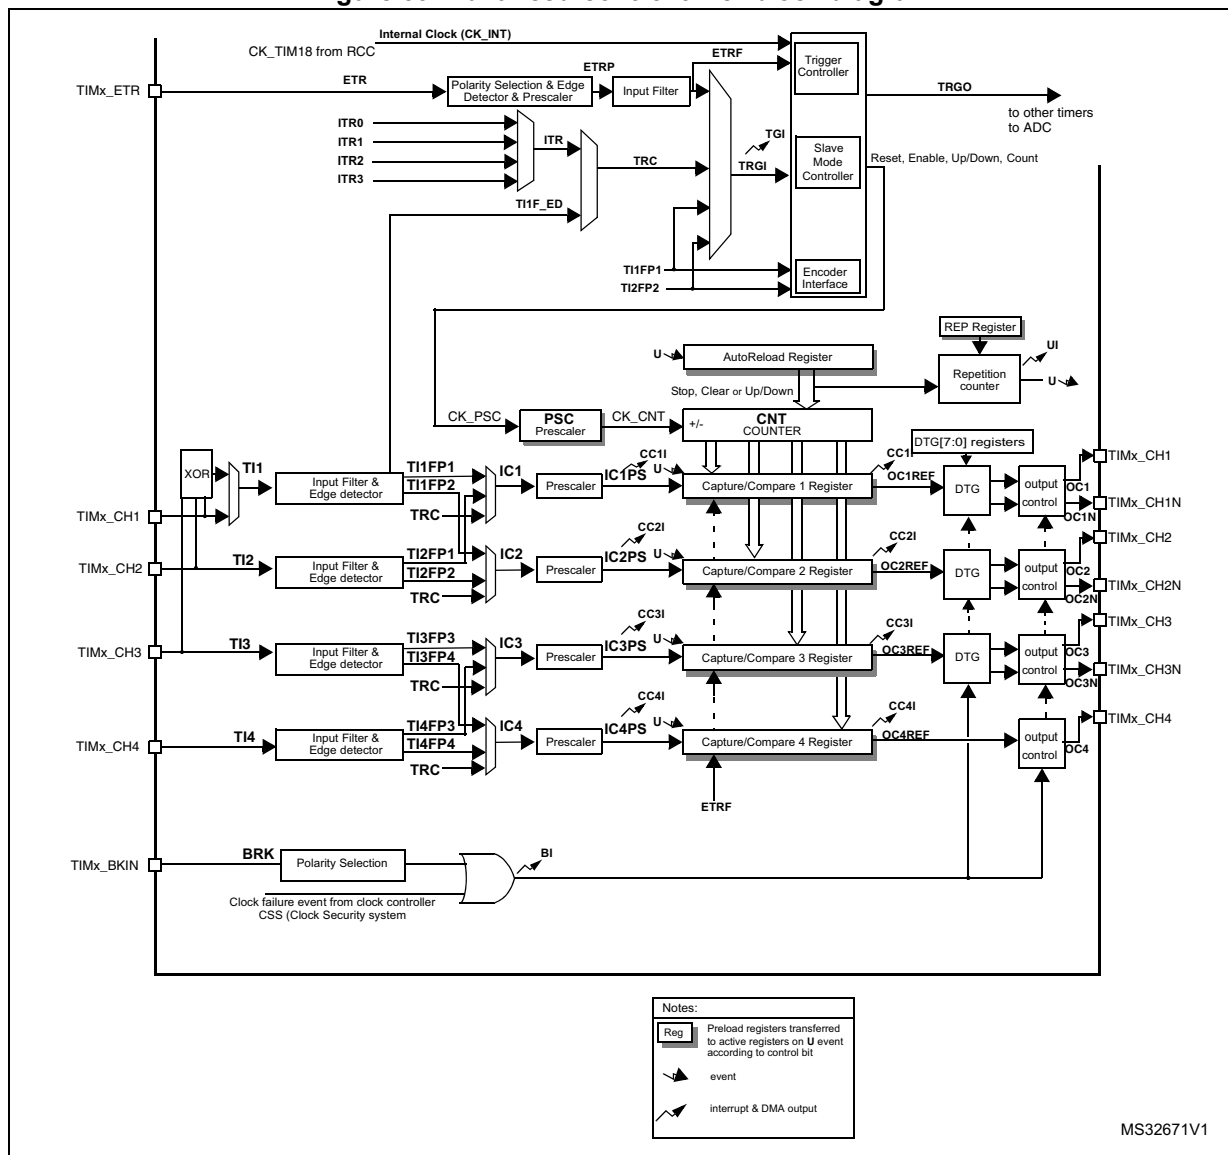 Internal Clock (CK_INT)
CK_TIM18 from RCC
ETRF
Trigger
Controller
ETRP
ETR
TIMx_ETR
Polarity Selection & Edge
Detector & Prescaler
Input Filter
TRGO
to other timers
to ADC
ITR0
ITR1
ITR2
ITR3
ITR
TRC
TGI
TRGI
Slave
Mode
Controller
Reset, Enable, Up/Down, Count
TI1F_ED
TI1FP1
TI2FP2
Encoder
Interface
REP Register
U
AutoReload Register
UI
Repetition
counter
U
Stop, Clear or Up/Down
CK_PSC
PSC
Prescaler
CK_CNT
+/-
CNT
COUNTER
DTG[7:0] registers
XOR
TI1
Input Filter &
Edge detector
TI1FP1
TI1FP2
TRC
IC1
Prescaler
CC1I
IC1PS
U
Capture/Compare 1 Register
CC1I
OC1REF
DTG
output
control
OC1
OC1N
TIMx_CH1
TIMx_CH1N
TIMx_CH1
TIMx_CH2
TI2
Input Filter &
Edge detector
TI2FP1
TI2FP2
TRC
IC2
Prescaler
CC2I
IC2PS
U
Capture/Compare 2 Register
CC2I
OC2REF
DTG
output
control
OC2
OC2N
TIMx_CH2
TIMx_CH2N
TIMx_CH3
TI3
Input Filter &
Edge detector
TI3FP3
TI3FP4
TRC
IC3
Prescaler
CC3I
IC3PS
U
Capture/Compare 3 Register
CC3I
OC3REF
DTG
output
control
OC3
OC3N
TIMx_CH3
TIMx_CH3N
TIMx_CH4
TI4
Input Filter &
Edge detector
TI4FP3
TI4FP4
TRC
IC4
Prescaler
CC4I
IC4PS
U
Capture/Compare 4 Register
CC4I
OC4REF
output
control
OC4
TIMx_CH4
ETRF
TIMx_BKIN
BRK
Polarity Selection
BI
Clock failure event from clock controller
CSS (Clock Security system
Notes:
Reg
Preload registers transferred
to active registers on U event
according to control bit
event
interrupt & DMA output
MS32671V1